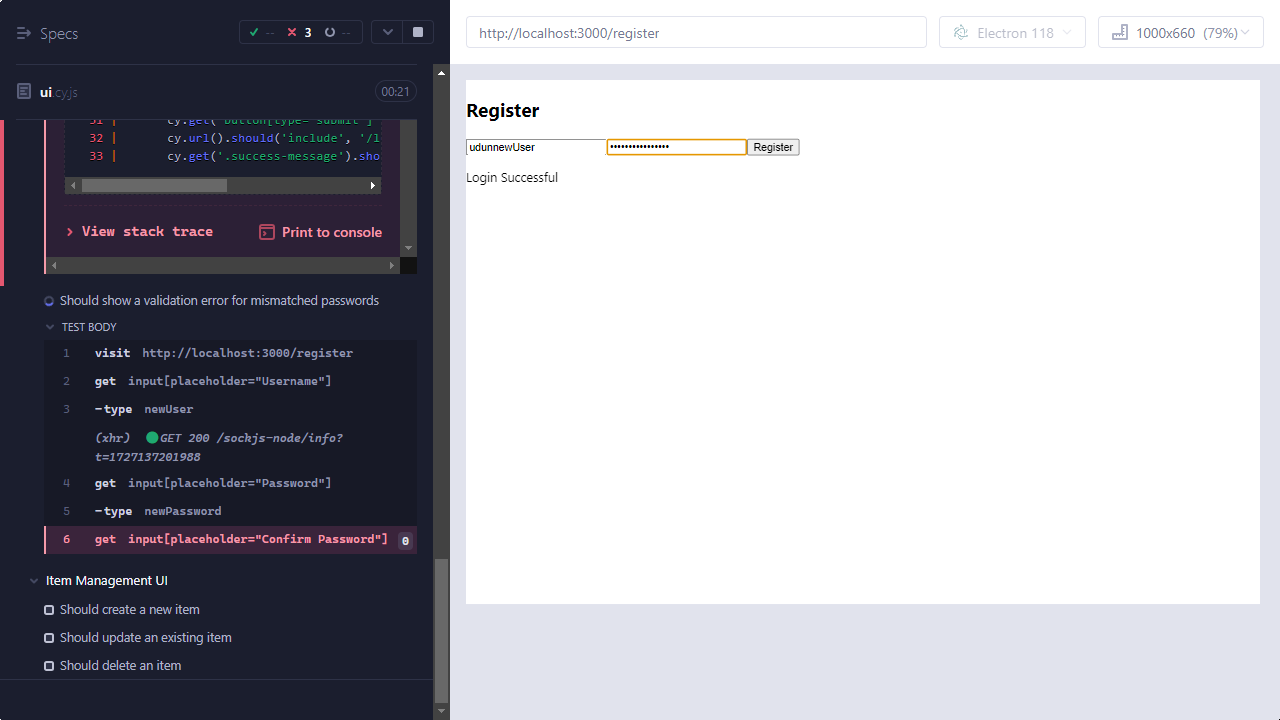 Specs
--
3
--
ui.cy.js
00:21
31 | cy.get('button[type="submit"]
32 | cy.url().should('include', '/l
33 | cy.get('.success-message').sho
View stack trace
Print to console
Should show a validation error for mismatched passwords
TEST BODY
1 visit http://localhost:3000/register
2 get input[placeholder="Username"]
3 -type newUser
(xhr) GET 200 /sockjs-node/info?
t=1727137201988
4 get input[placeholder="Password"]
5 -type newPassword
6 get input[placeholder="Confirm Password"] 0
Item Management UI
Should create a new item
Should update an existing item
Should delete an item
http://localhost:3000/register
Electron 118
1000x660 (79%)
Register
udunnewUser •••••••••••••••• Register
Login Successful